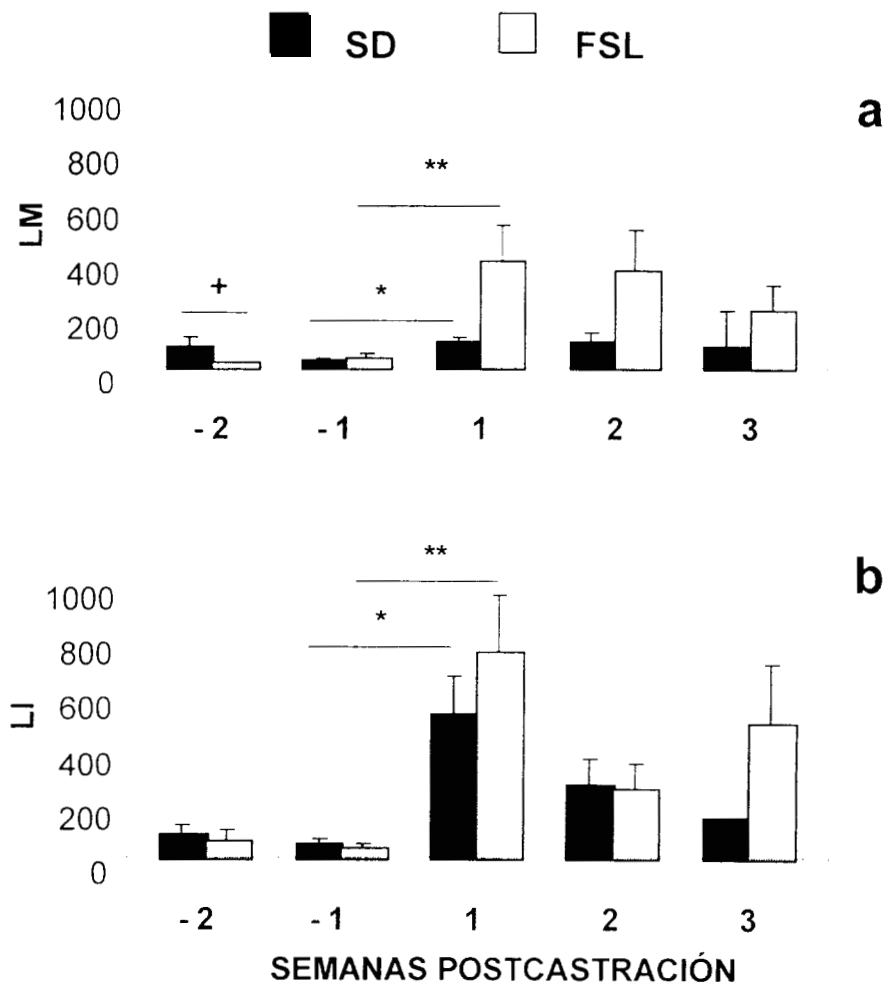 SD FSL
a
1000
800
600
400
200
0
LM
+
*
**
- 2 - 1 1 2 3
b
1000
800
600
400
200
0
LI
*
**
- 2 - 1 1 2 3
SEMANAS POSTCASTRACIÓN